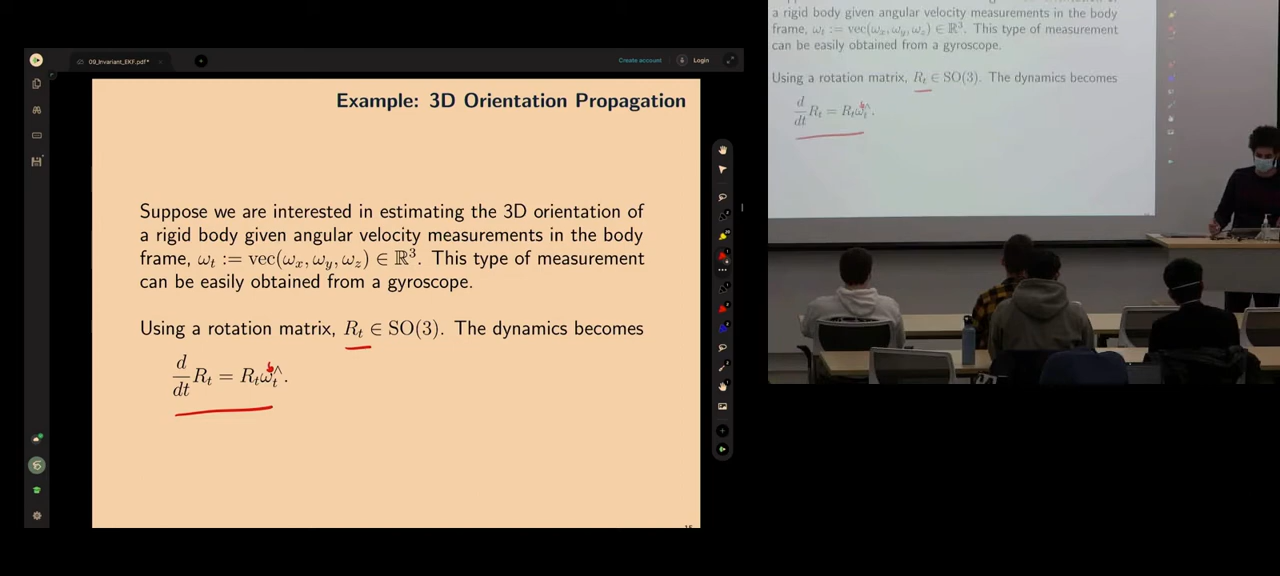 09_Invariant_EKF.pdf*
Create account
Login
Example: 3D Orientation Propagation
Suppose we are interested in estimating the 3D orientation of
a rigid body given angular velocity measurements in the body
frame, ωₜ := vec(ωₓ, ω_y, ω_z) ∈ ℝ³. This type of measurement
can be easily obtained from a gyroscope.
Using a rotation matrix, Rₜ ∈ SO(3). The dynamics becomes
d/dt Rₜ = Rₜωₜ^∧.
b
a rigid body given angular velocity measurements in the body
frame, ωₜ := vec(ωₓ, ω_y, ω_z) ∈ ℝ³. This type of measurement
can be easily obtained from a gyroscope.
Using a rotation matrix, Rₜ ∈ SO(3). The dynamics becomes
d/dt Rₜ = Rₜωₜ^∧.